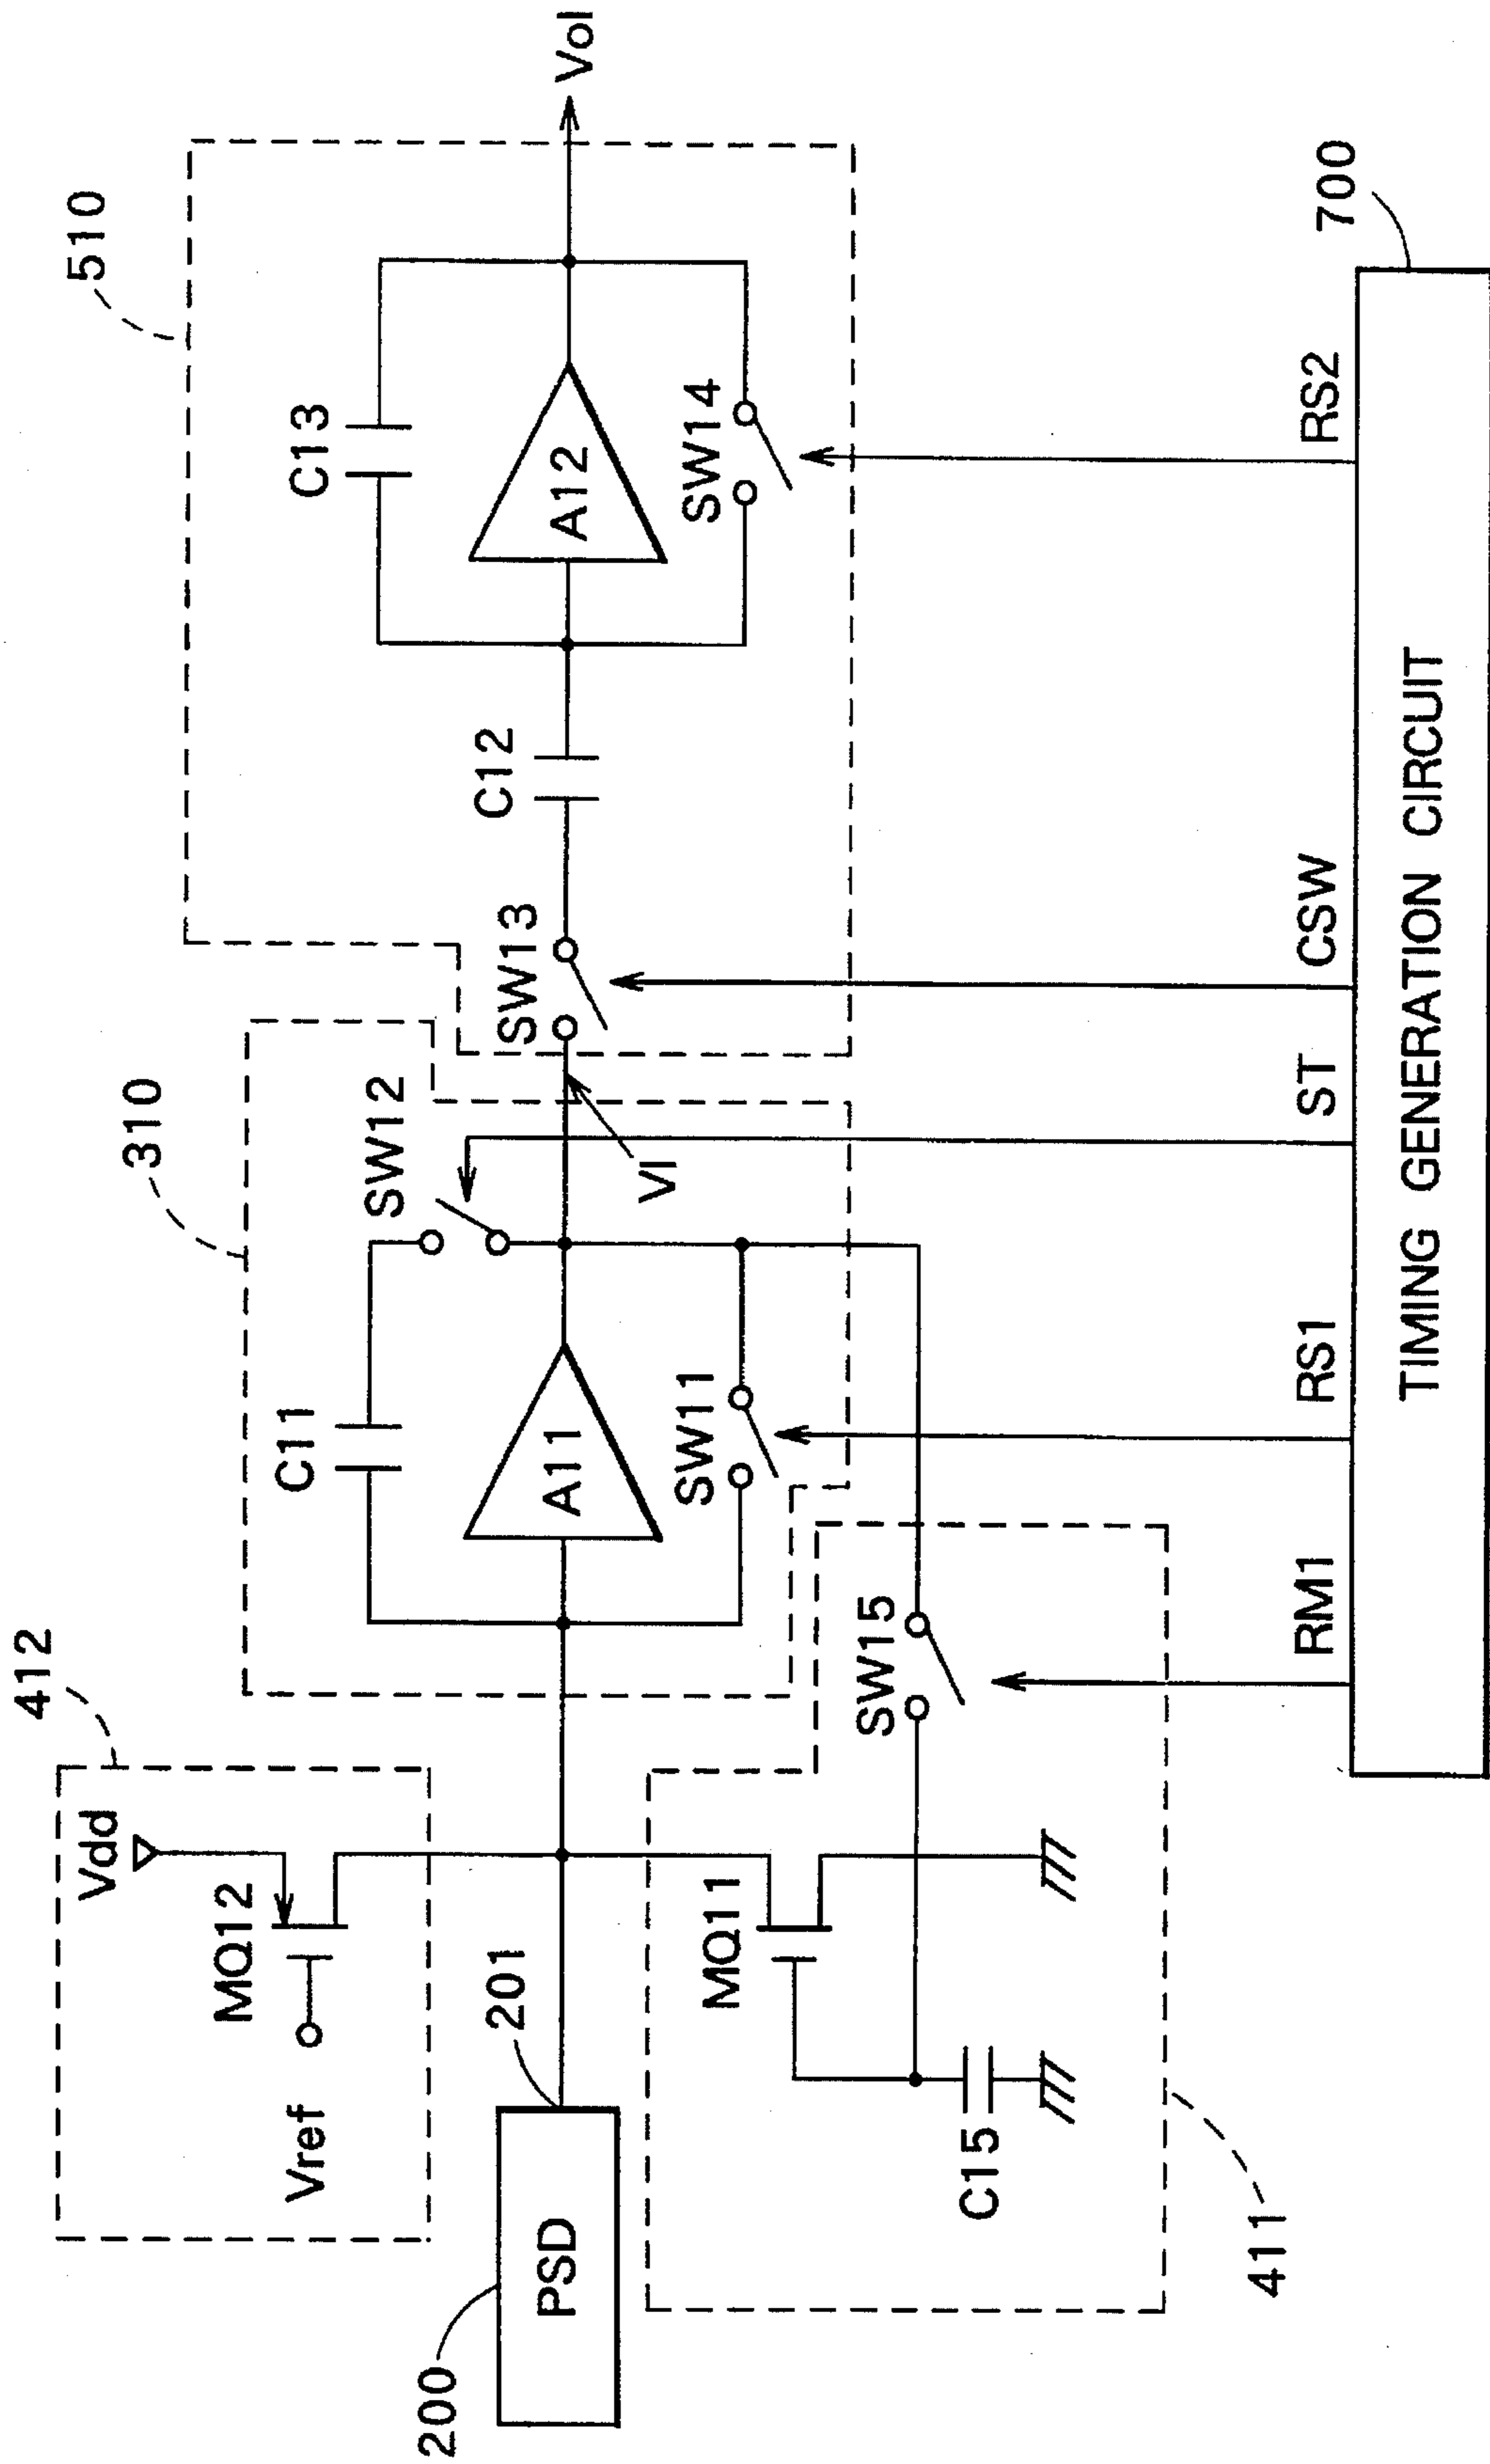 510
310
412
Vdd
MQ12
Vref
201
200
PSD
C11
A11
SW12
SW11
VI
SW13
C12
C13
A12
SW14
Vol
MQ11
C15
SW15
411
RM1
RS1
ST
CSW
RS2
700
TIMING GENERATION CIRCUIT